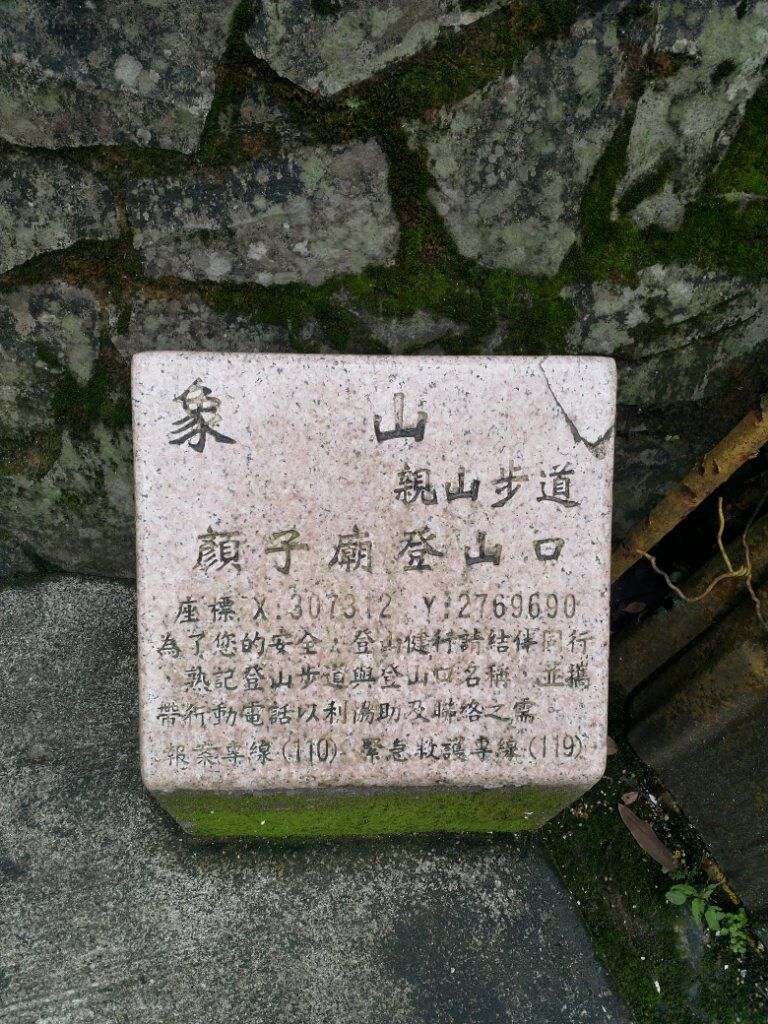 象山
親山步道
顏子廟登山口
座標 X:307312 Y:2769690
為了您的安全，登山健行請結伴同行
、熟記登山步道與登山口名稱，並攜
帶行動電話以利濟助及聯絡之需
報案專線(110) 緊急救護專線(119)